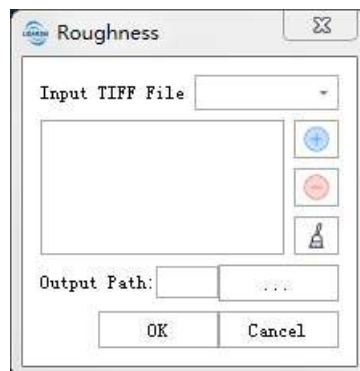 Roughness
Input TIFF File
Output Path:
...
OK
Cancel